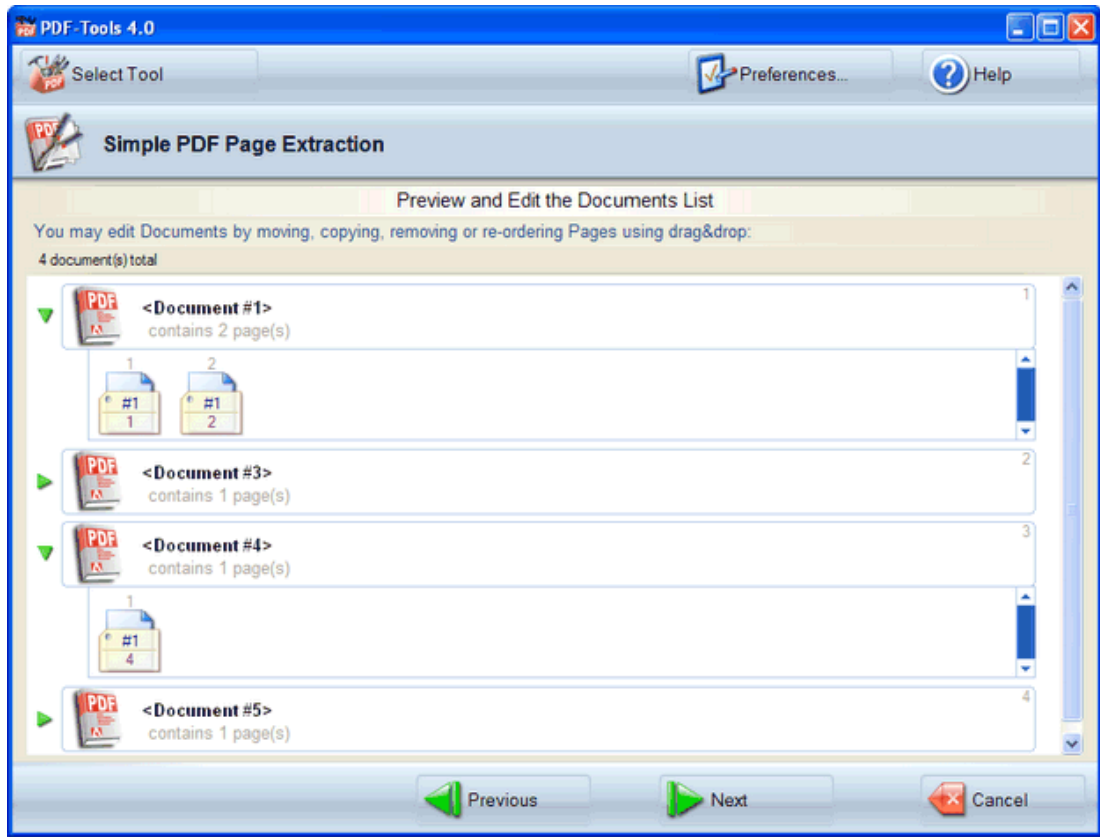 PDF-Tools 4.0
Select Tool Preferences... Help
Simple PDF Page Extraction
Preview and Edit the Documents List
You may edit Documents by moving, copying, removing or re-ordering Pages using drag&drop:
4 document(s) total
<Document #1> 1
contains 2 page(s)
1 2
#1 #1
1 2
<Document #3> 2
contains 1 page(s)
<Document #4> 3
contains 1 page(s)
1
#1
4
<Document #5> 4
contains 1 page(s)
Previous Next Cancel